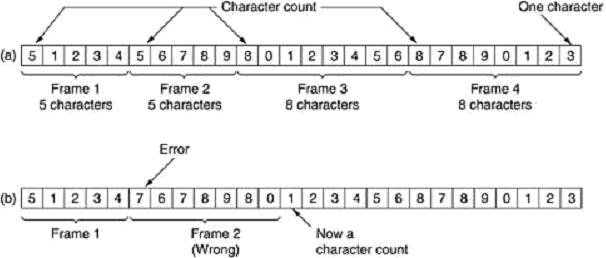 Character count One character
(a) 5 1 2 3 4 5 6 7 8 9 8 0 1 2 3 4 5 6 8 7 8 9 0 1 2 3
Frame 1 Frame 2 Frame 3 Frame 4
5 characters 5 characters 8 characters 8 characters
Error
(b) 5 1 2 3 4 7 6 7 8 9 8 0 1 2 3 4 5 6 8 7 8 9 0 1 2 3
Frame 1 Frame 2 Now a
(Wrong) character count